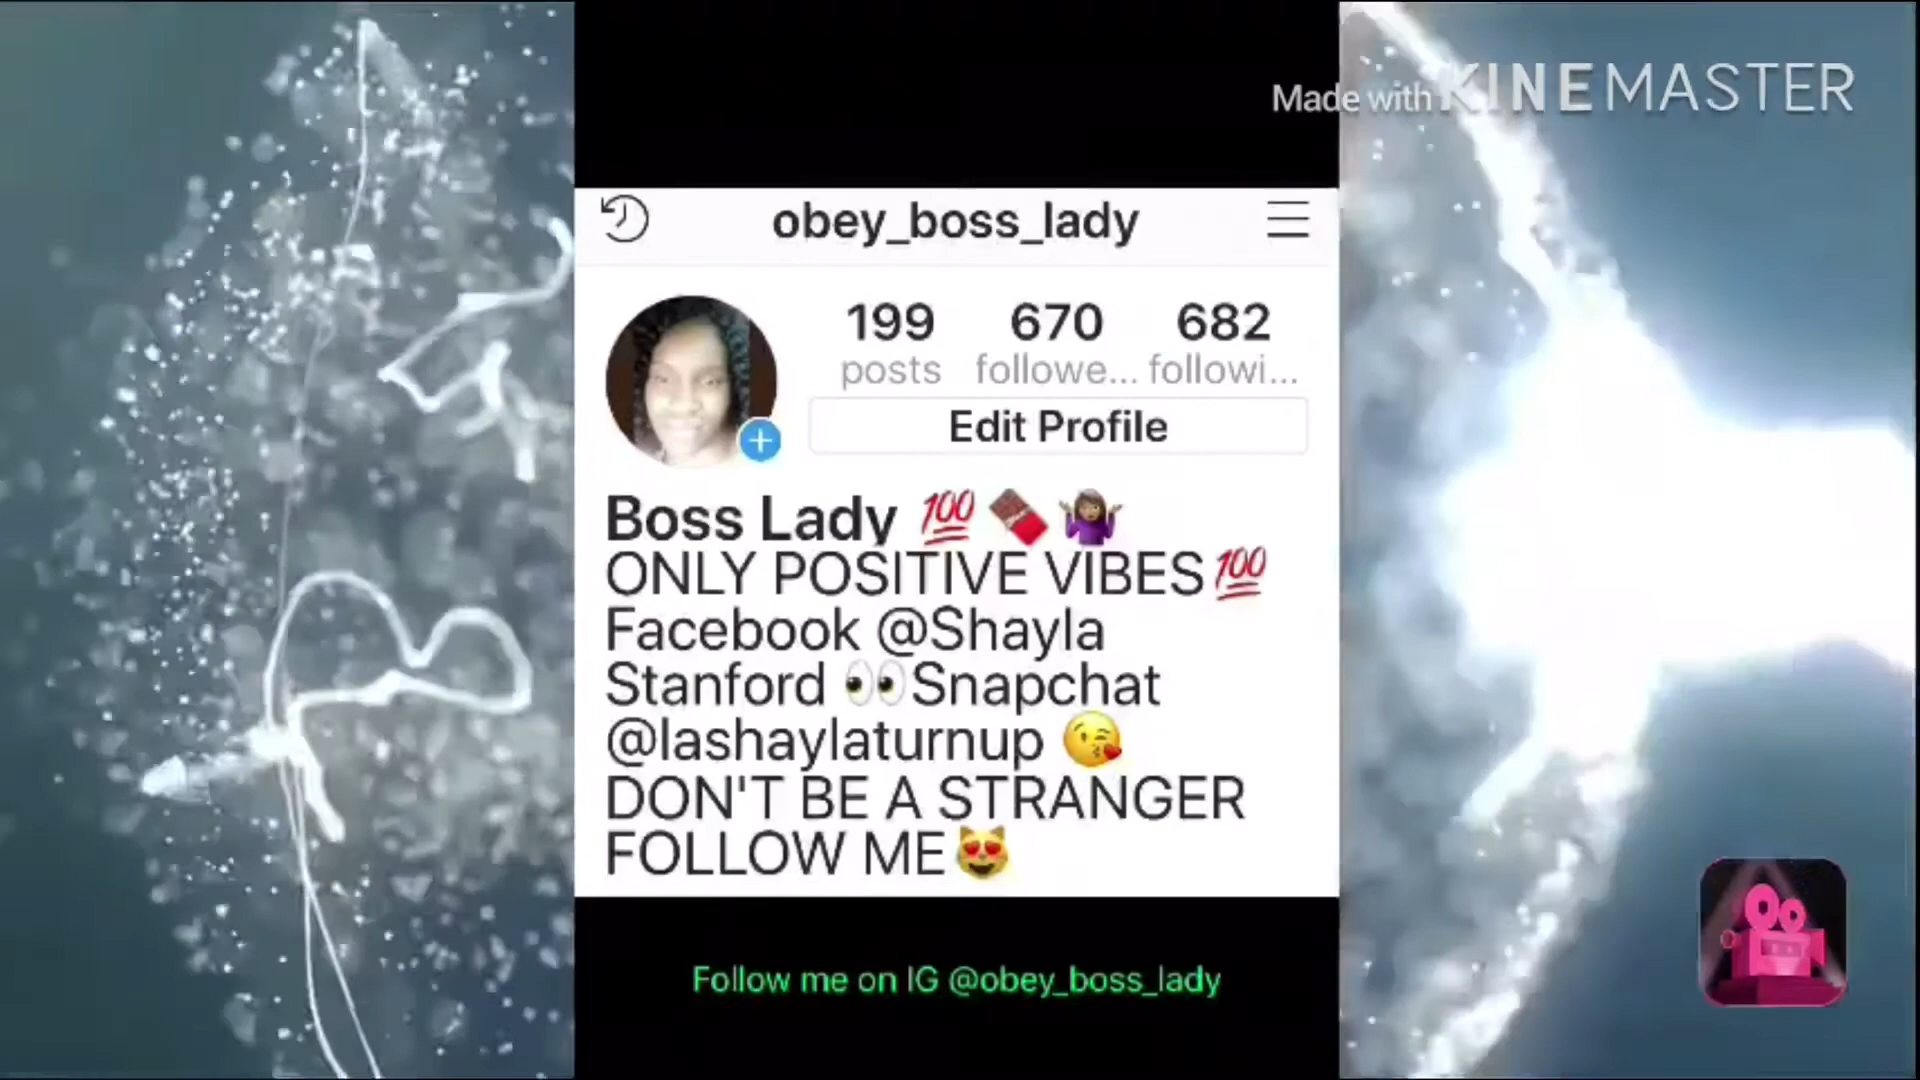 Made with KINEMASTER
obey_boss_lady
199 670 682
posts followe... followi...
Edit Profile
Boss Lady 💯 🍫 🤷🏾‍♀️
ONLY POSITIVE VIBES💯
Facebook @Shayla
Stanford 👀Snapchat
@lashaylaturnup 😘
DON'T BE A STRANGER
FOLLOW ME😻
Follow me on IG @obey_boss_lady